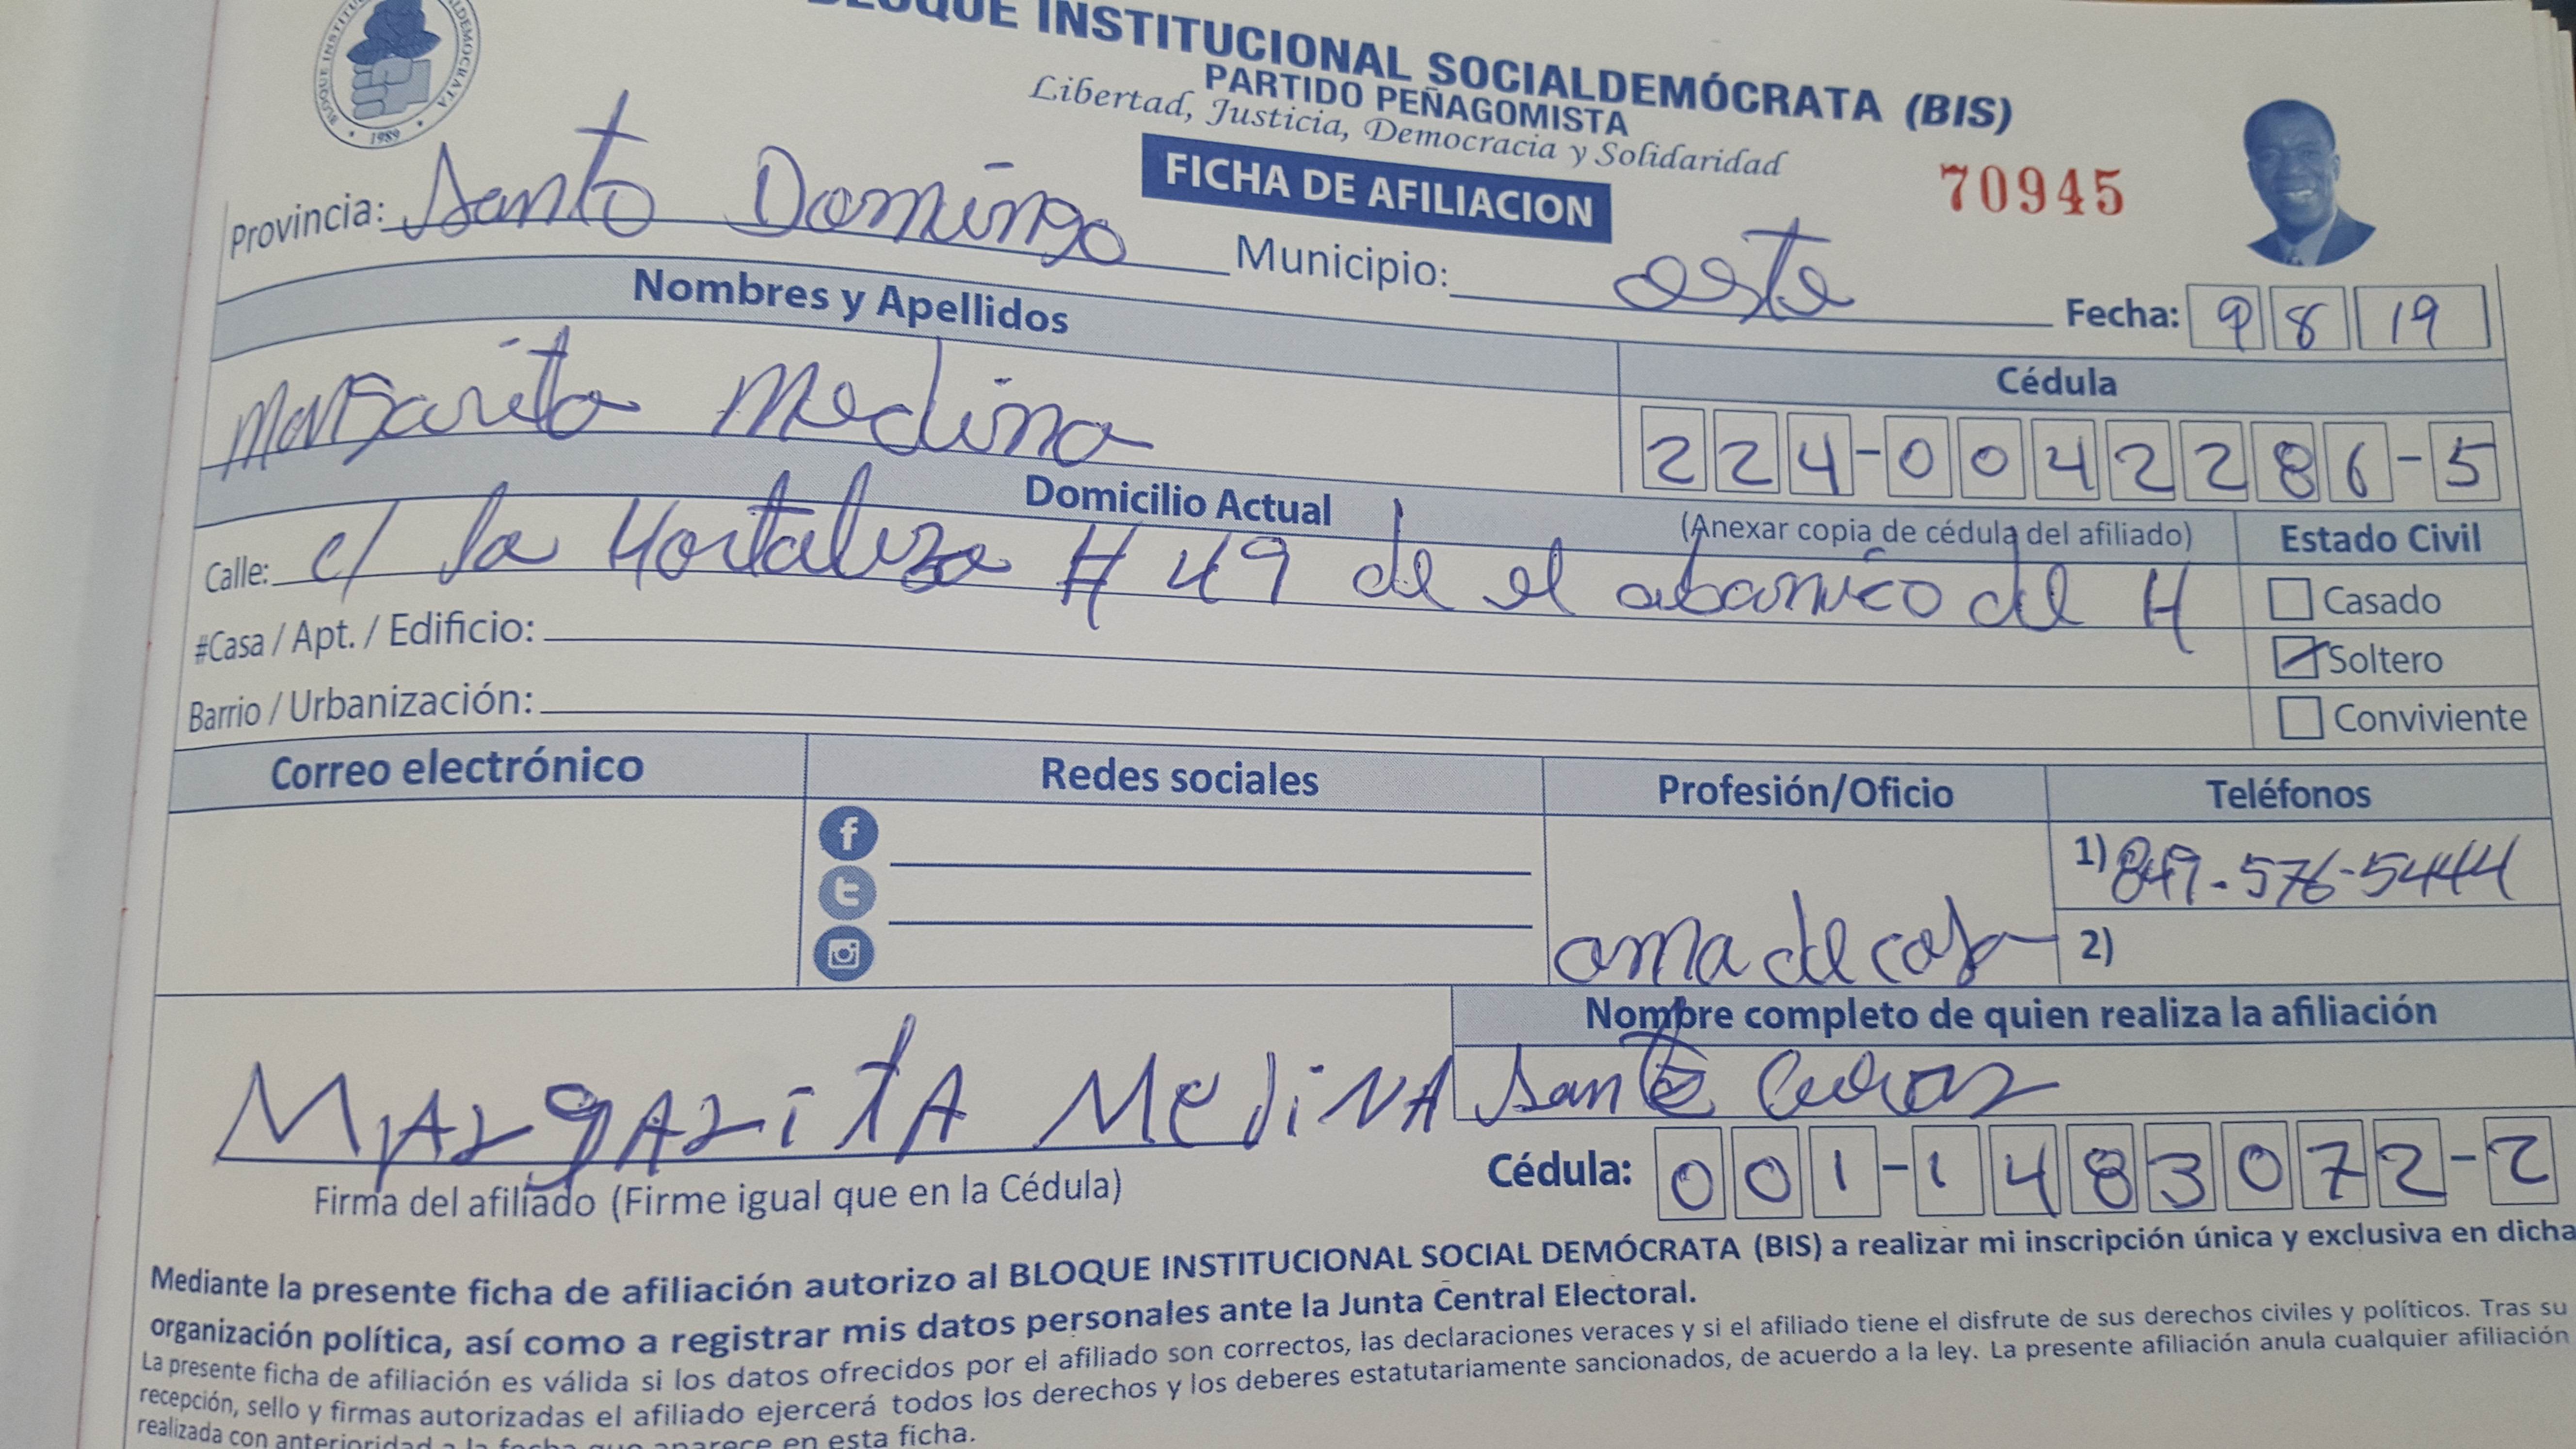 BLOQUE INSTITUCIONAL SOCIALDEMÓCRATA (BIS)
PARTIDO PEÑAGOMISTA
Libertad, Justicia, Democracia y Solidaridad
FICHA DE AFILIACION
70945
1989
Provincia: Santo Domingo Municipio: oeste
Fecha: 9 8 19
Nombres y Apellidos
Cédula
Margarita Medina
224-0042286-5
Domicilio Actual
(Anexar copia de cédula del afiliado)
Estado Civil
Calle: c/ la Hortaliza # 49 de el abanico del H
Casado
#Casa / Apt. / Edificio:
Soltero
Barrio / Urbanización:
Conviviente
Correo electrónico Redes sociales Profesión/Oficio Teléfonos
1) 849-576-5444
ama de casa
2)
Nombre completo de quien realiza la afiliación
MArgAritA MediNA
Firma del afiliado (Firme igual que en la Cédula)
Cédula: 001-1483072-2
Mediante la presente ficha de afiliación autorizo al BLOQUE INSTITUCIONAL SOCIAL DEMÓCRATA (BIS) a realizar mi inscripción única y exclusiva en dicha
organización política, así como a registrar mis datos personales ante la Junta Central Electoral.
La presente ficha de afiliación es válida si los datos ofrecidos por el afiliado son correctos, las declaraciones veraces y si el afiliado tiene el disfrute de sus derechos civiles y políticos. Tras su
recepción, sello y firmas autorizadas el afiliado ejercerá todos los derechos y los deberes estatutariamente sancionados, de acuerdo a la ley. La presente afiliación anula cualquier afiliación
realizada con anterioridad a la fecha que aparece en esta ficha.